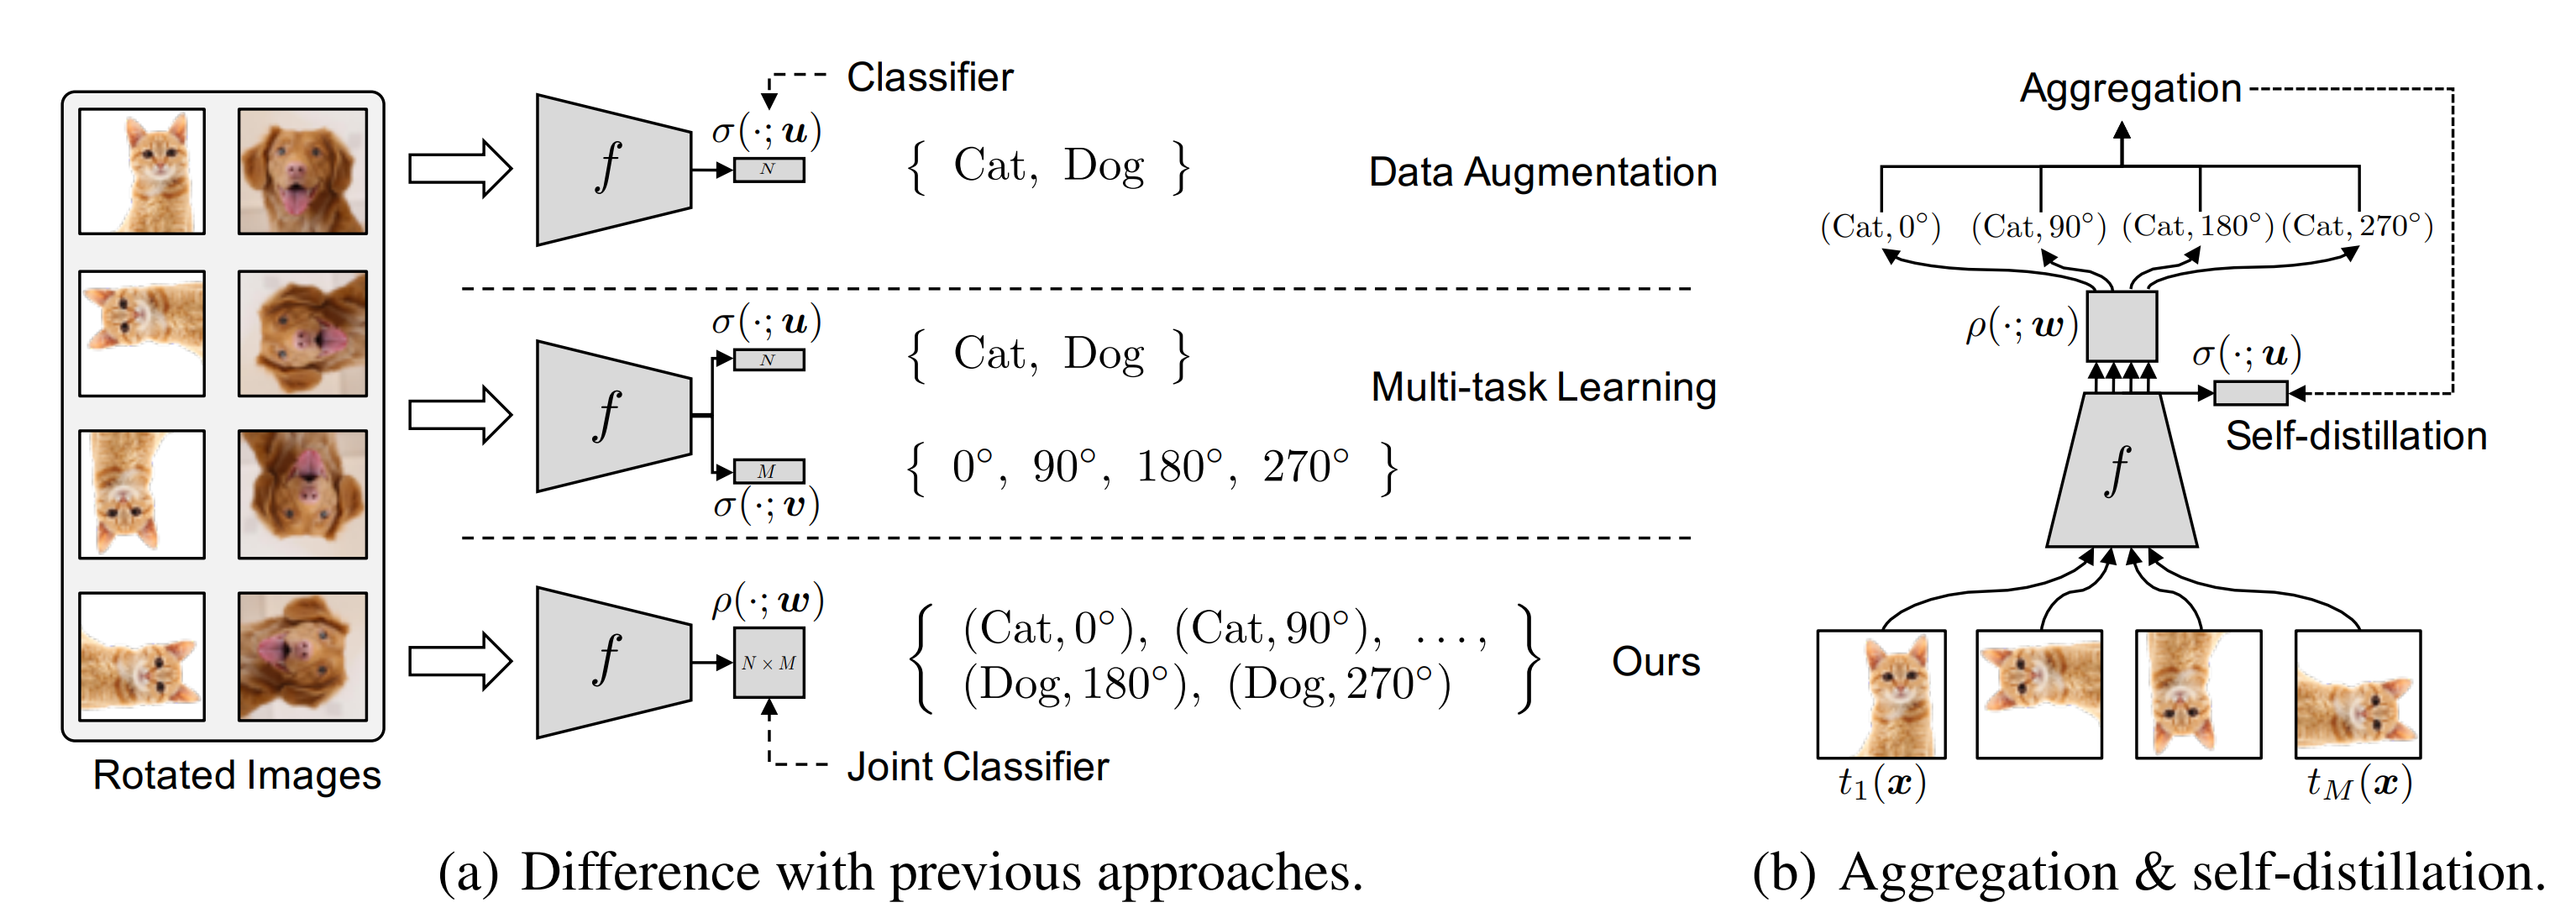 Classifier
σ(·; u)
f
N
{ Cat, Dog }
Data Augmentation
σ(·; u)
f
N
{ Cat, Dog }
Multi-task Learning
M
{ 0°, 90°, 180°, 270° }
σ(·; v)
ρ(·; w)
f
N × M
{ (Cat, 0°), (Cat, 90°), …,
(Dog, 180°), (Dog, 270°) }
Ours
Joint Classifier
Rotated Images
(a) Difference with previous approaches.
Aggregation
(Cat, 0°) (Cat, 90°) (Cat, 180°) (Cat, 270°)
ρ(·; w)
σ(·; u)
Self-distillation
f
t₁(x) t_M(x)
(b) Aggregation & self-distillation.